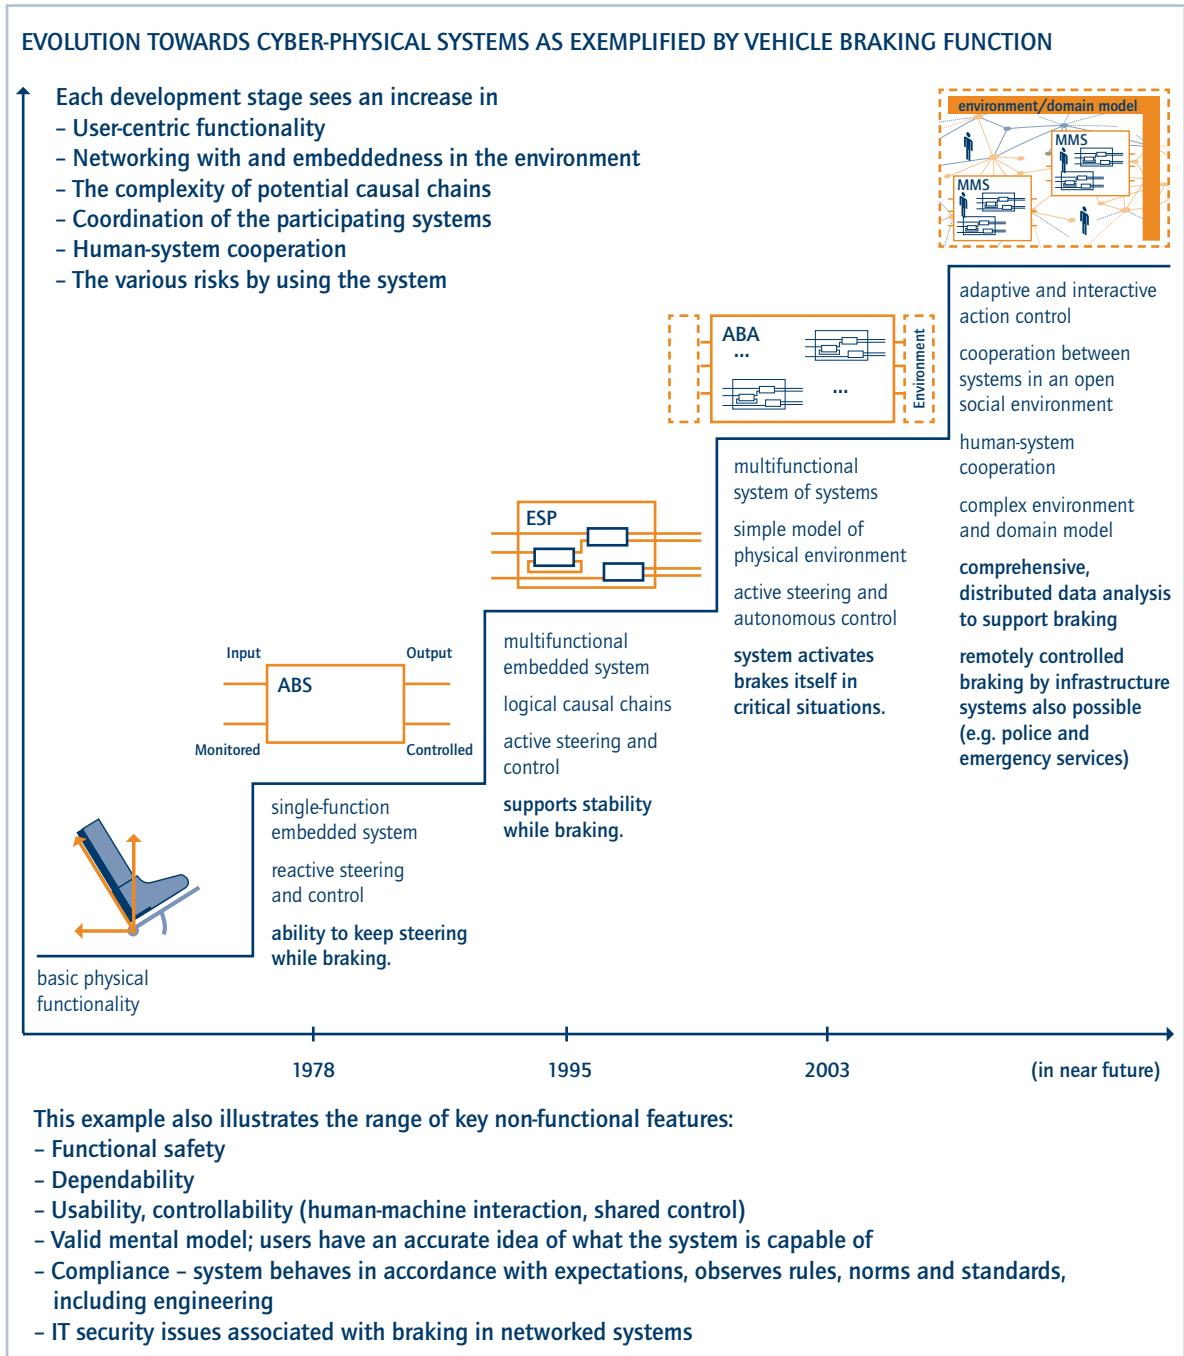 EVOLUTION TOWARDS CYBER-PHYSICAL SYSTEMS AS EXEMPLIFIED BY VEHICLE BRAKING FUNCTION
Each development stage sees an increase in
– User-centric functionality
– Networking with and embeddedness in the environment
– The complexity of potential causal chains
– Coordination of the participating systems
– Human-system cooperation
– The various risks by using the system
environment/domain model
MMS
MMS
adaptive and interactive
action control
cooperation between
systems in an open
social environment
human-system
cooperation
complex environment
and domain model
comprehensive,
distributed data analysis
to support braking
remotely controlled
braking by infrastructure
systems also possible
(e.g. police and
emergency services)
ABA
...
...
Environment
multifunctional
system of systems
simple model of
physical environment
active steering and
autonomous control
system activates
brakes itself in
critical situations.
ESP
multifunctional
embedded system
logical causal chains
active steering and
control
supports stability
while braking.
Input
Output
ABS
Monitored
Controlled
single-function
embedded system
reactive steering
and control
ability to keep steering
while braking.
basic physical
functionality
1978
1995
2003
(in near future)
This example also illustrates the range of key non-functional features:
– Functional safety
– Dependability
– Usability, controllability (human-machine interaction, shared control)
– Valid mental model; users have an accurate idea of what the system is capable of
– Compliance – system behaves in accordance with expectations, observes rules, norms and standards,
including engineering
– IT security issues associated with braking in networked systems